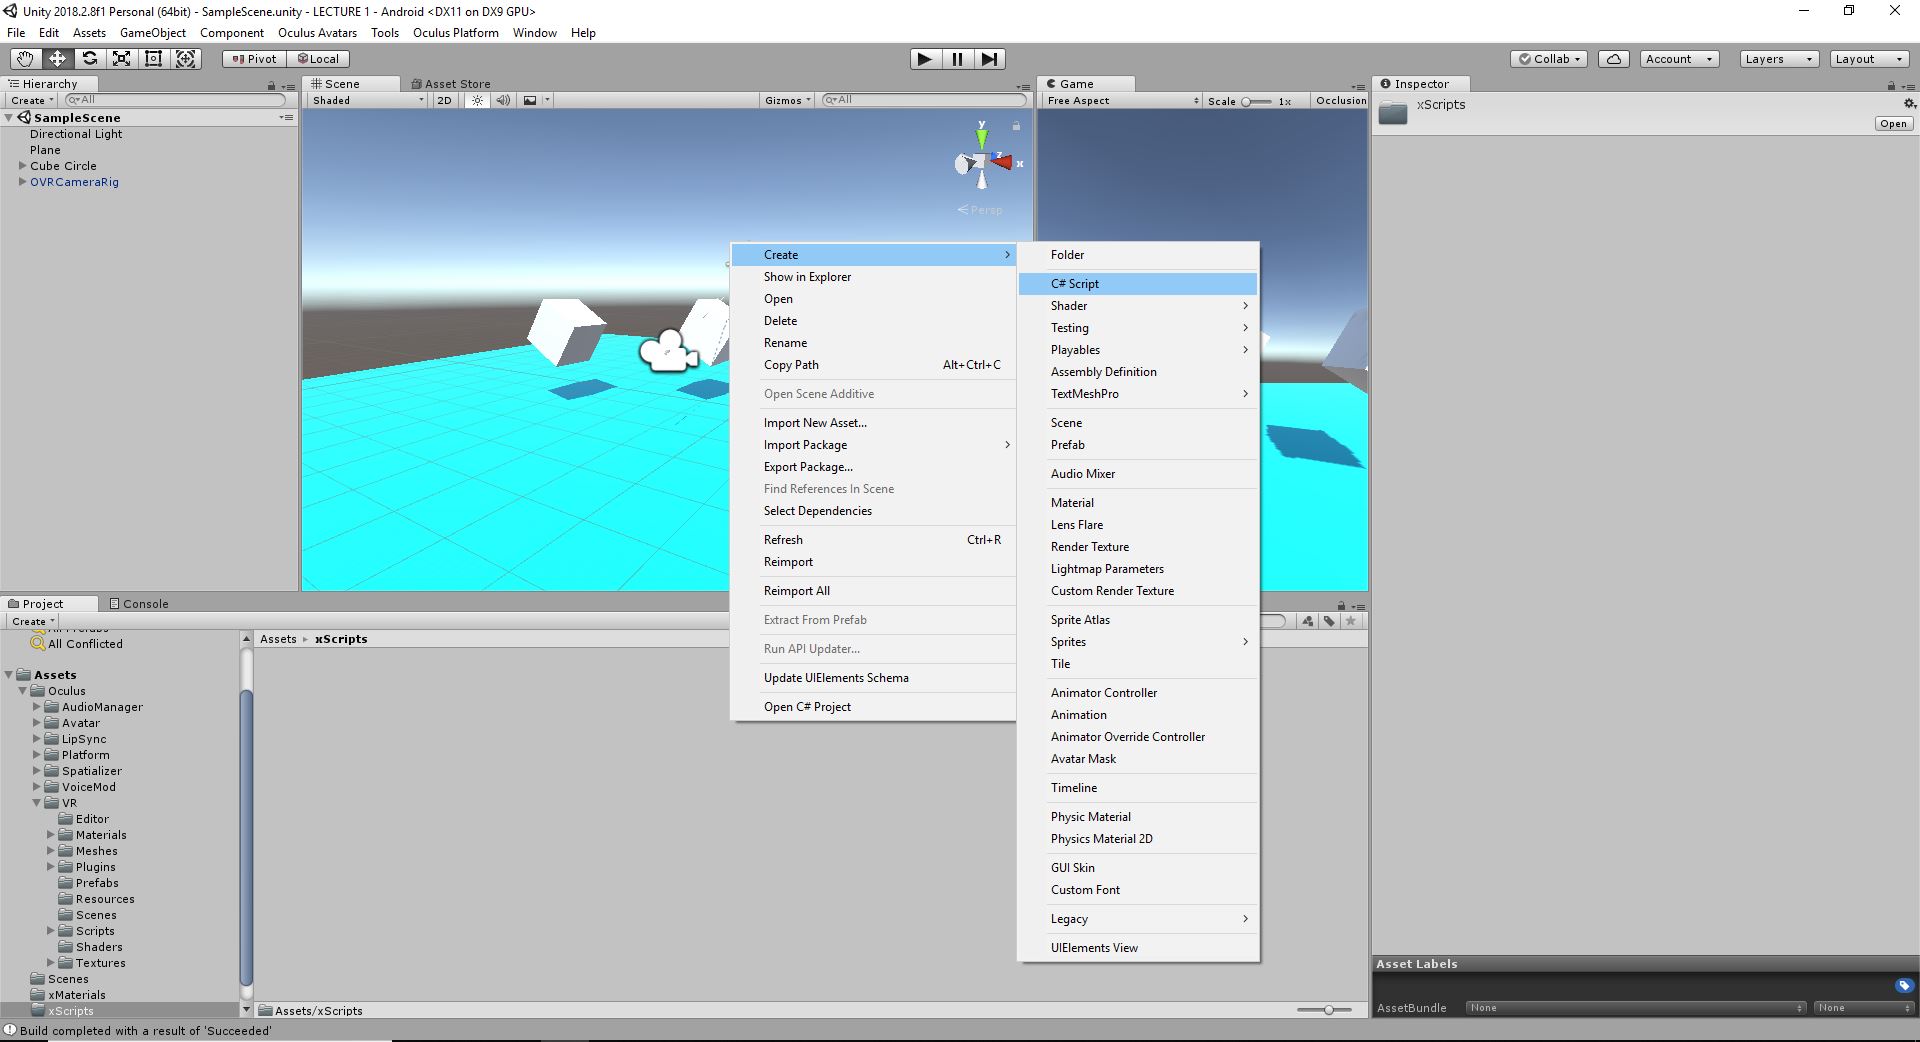 Unity 2018.2.8f1 Personal (64bit) - SampleScene.unity - LECTURE 1 - Android <DX11 on DX9 GPU>
File Edit Assets GameObject Component Oculus Avatars Tools Oculus Platform Window Help
Pivot Local Collab Account Layers Layout
Hierarchy
Create All
SampleScene
Directional Light
Plane
Cube Circle
OVRCameraRig
Scene Asset Store
Shaded 2D Gizmos All
y
z
x
Persp
Game
Free Aspect Scale 1x Occlusion
Inspector
xScripts
Open
Create
Show in Explorer
Open
Delete
Rename
Copy Path Alt+Ctrl+C
Open Scene Additive
Import New Asset...
Import Package
Export Package...
Find References In Scene
Select Dependencies
Refresh Ctrl+R
Reimport
Reimport All
Extract From Prefab
Run API Updater...
Update UIElements Schema
Open C# Project
Folder
C# Script
Shader
Testing
Playables
Assembly Definition
TextMeshPro
Scene
Prefab
Audio Mixer
Material
Lens Flare
Render Texture
Lightmap Parameters
Custom Render Texture
Sprite Atlas
Sprites
Tile
Animator Controller
Animation
Animator Override Controller
Avatar Mask
Timeline
Physic Material
Physics Material 2D
GUI Skin
Custom Font
Legacy
UIElements View
Project Console
Create
All Prefabs
All Conflicted
Assets
Oculus
AudioManager
Avatar
LipSync
Platform
Spatializer
VoiceMod
VR
Editor
Materials
Meshes
Plugins
Prefabs
Resources
Scenes
Scripts
Shaders
Textures
Scenes
xMaterials
xScripts
Assets xScripts
Assets/xScripts
Asset Labels
AssetBundle None None
Build completed with a result of 'Succeeded'